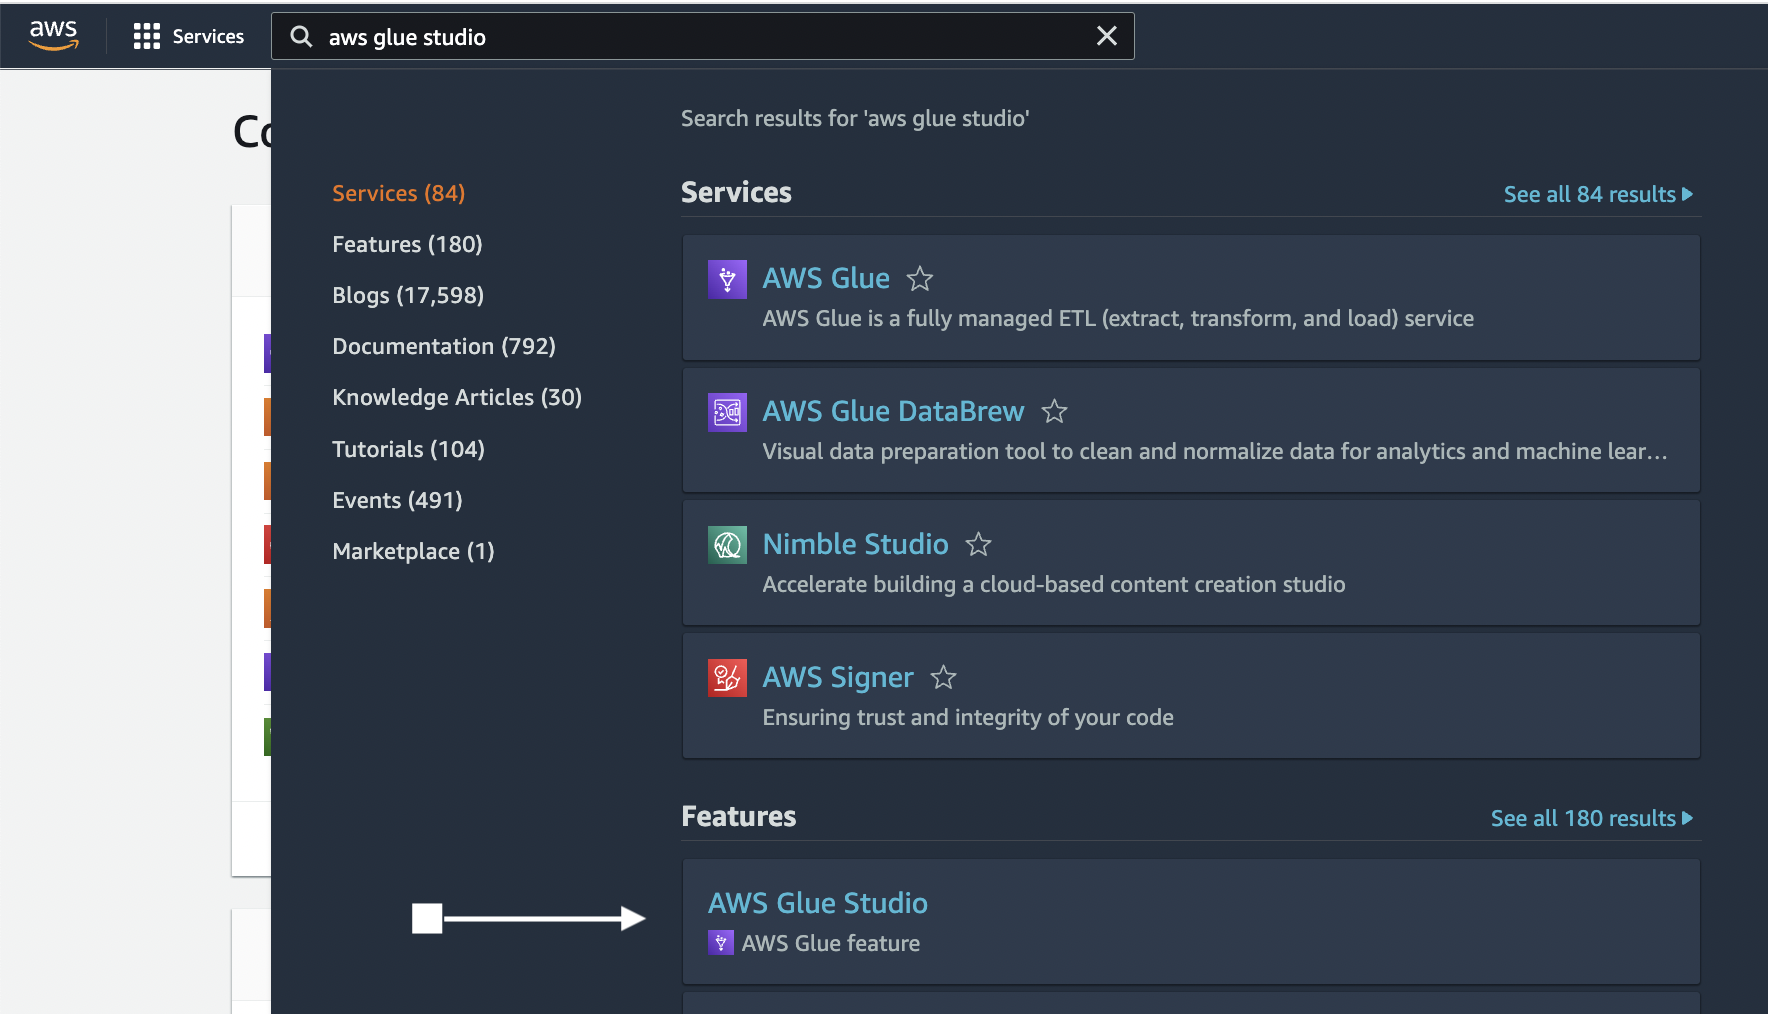 aws
Services
aws glue studio
Co
Search results for 'aws glue studio'
Services (84)
Features (180)
Blogs (17,598)
Documentation (792)
Knowledge Articles (30)
Tutorials (104)
Events (491)
Marketplace (1)
Services
See all 84 results
AWS Glue
AWS Glue is a fully managed ETL (extract, transform, and load) service
AWS Glue DataBrew
Visual data preparation tool to clean and normalize data for analytics and machine lear...
Nimble Studio
Accelerate building a cloud-based content creation studio
AWS Signer
Ensuring trust and integrity of your code
Features
See all 180 results
AWS Glue Studio
AWS Glue feature